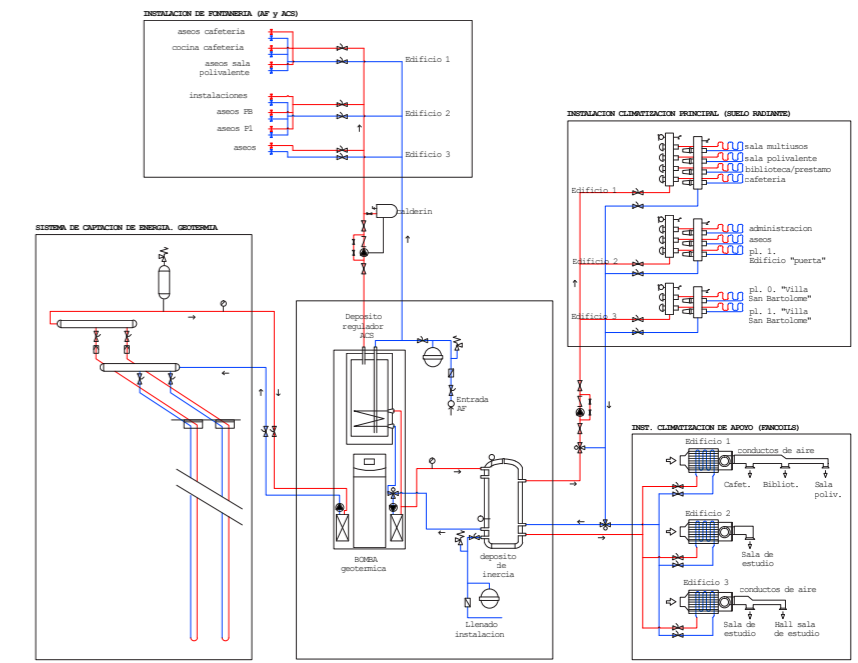 INSTALACION DE FONTANERIA (AF y ACS)
aseos cafeteria
cocina cafeteria
aseos sala
polivalente
Edificio 1
instalaciones
aseos PB
aseos P1
Edificio 2
aseos
Edificio 3
calderin
INSTALACION CLIMATIZACION PRINCIPAL (SUELO RADIANTE)
sala multiusos
sala polivalente
biblioteca/prestamo
cafeteria
Edificio 1
administracion
aseos
pl. 1.
Edificio "puerta"
Edificio 2
pl. 0. "Villa
San Bartolome"
pl. 1. "Villa
San Bartolome"
Edificio 3
SISTEMA DE CAPTACION DE ENERGIA. GEOTERMIA
Deposito
regulador
ACS
Entrada
AF
BOMBA
geotermica
deposito
de
inercia
Llenado
instalacion
INST. CLIMATIZACION DE APOYO (FANCOILS)
Edificio 1
conductos de aire
Cafet.
Bibliot.
Sala
poliv.
Edificio 2
Sala de
estudio
Edificio 3
conductos de aire
Sala de
estudio
Hall sala
de estudio